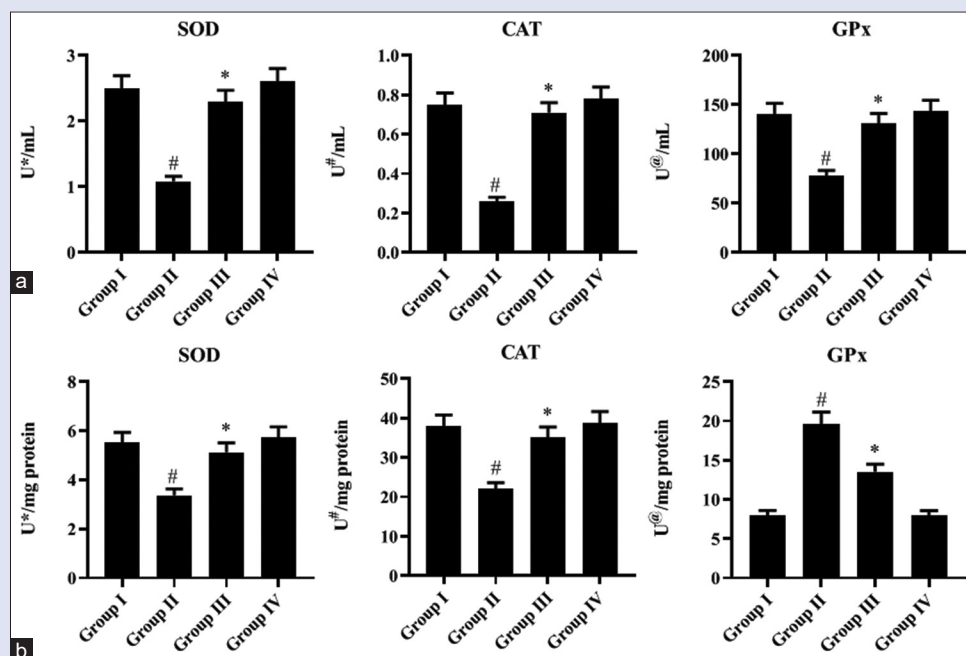 SOD
CAT
GPx
U*/mL
3
2
1
0
#
*
Group I
Group II
Group III
Group IV
U#/mL
1.0
0.8
0.6
0.4
0.2
0.0
#
*
Group I
Group II
Group III
Group IV
U@/mL
200
150
100
50
0
#
*
Group I
Group II
Group III
Group IV
a
SOD
CAT
GPx
U*/mg protein
8
6
4
2
0
#
*
Group I
Group II
Group III
Group IV
U#/mg protein
50
40
30
20
10
0
#
*
Group I
Group II
Group III
Group IV
U@/mg protein
25
20
15
10
5
0
#
*
Group I
Group II
Group III
Group IV
b